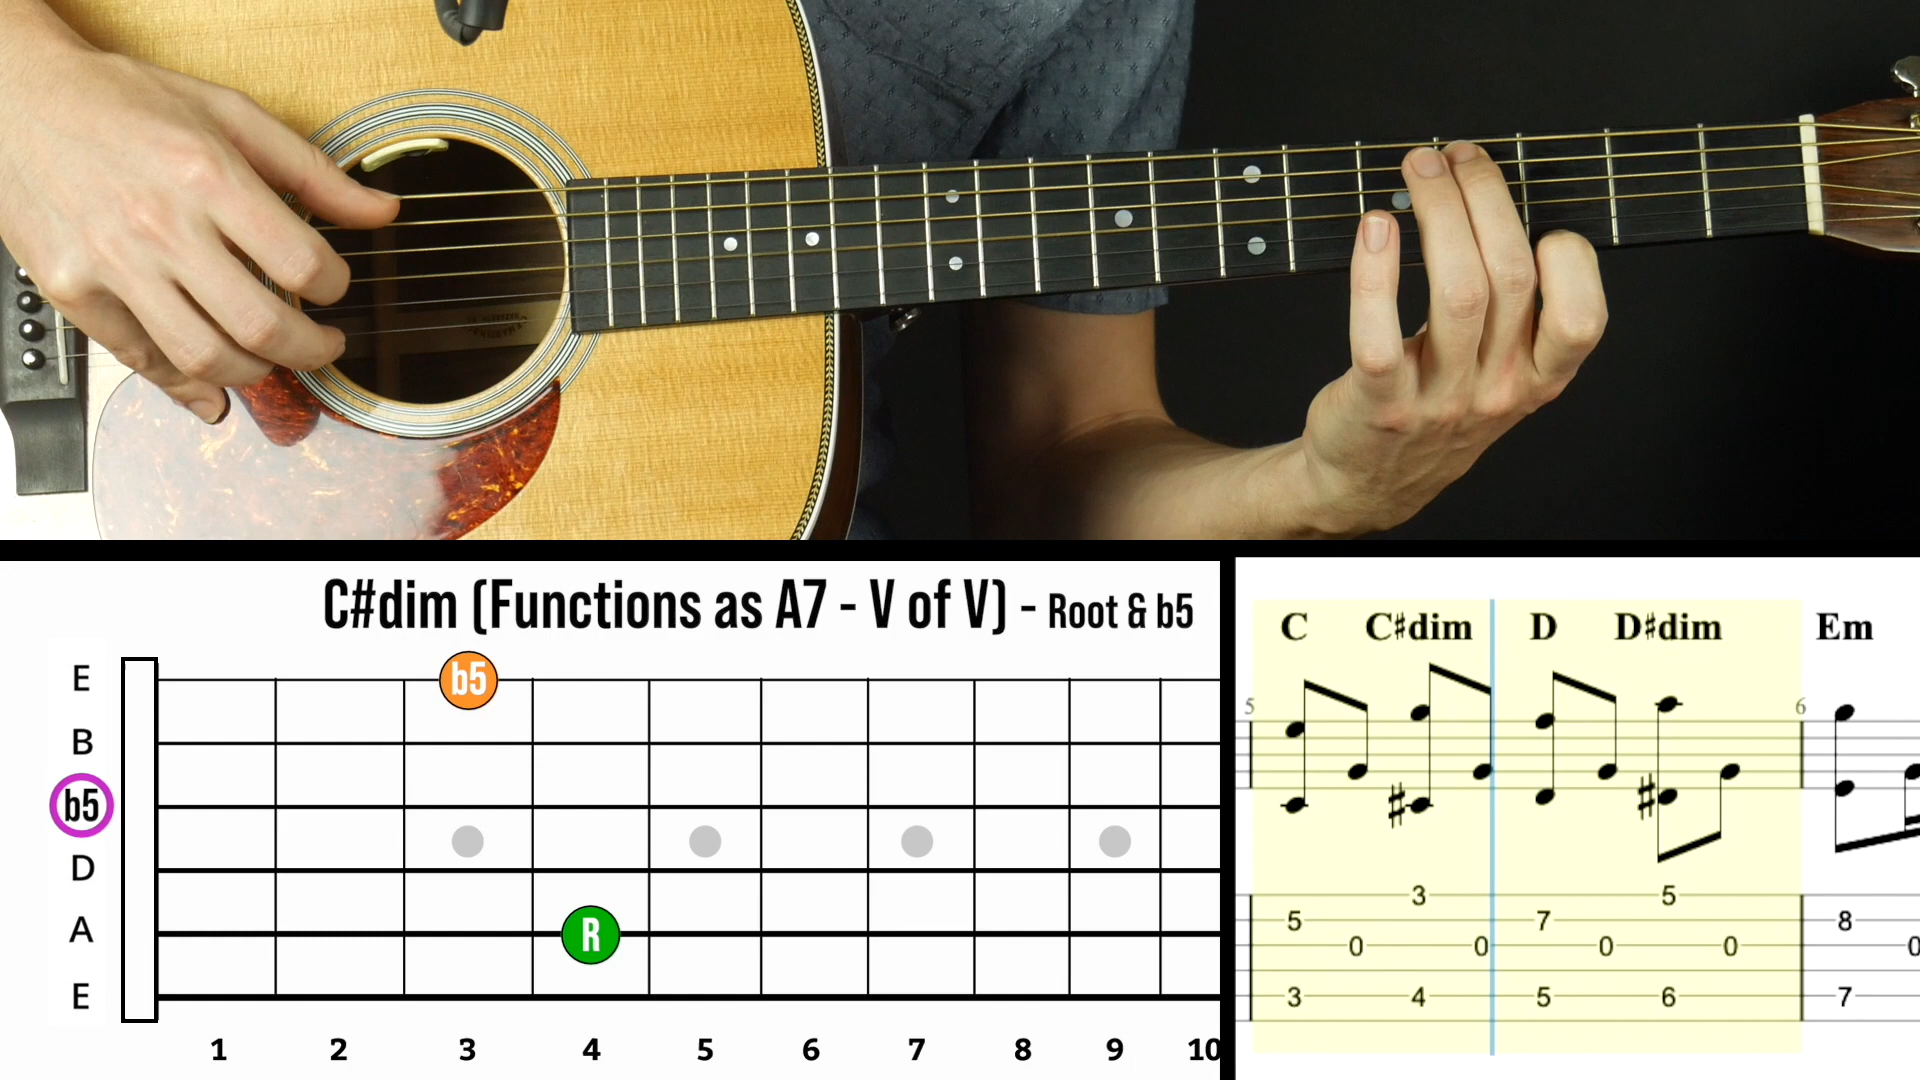 C#dim (Functions as A7 - V of V) - Root & b5
E
b5
B
b5
D
A
R
E
1 2 3 4 5 6 7 8 9 10
C C♯dim D D♯dim Em
5 6
♯ ♯
3 5
5 7 8
0 0 0 0 0
3 4 5 6 7